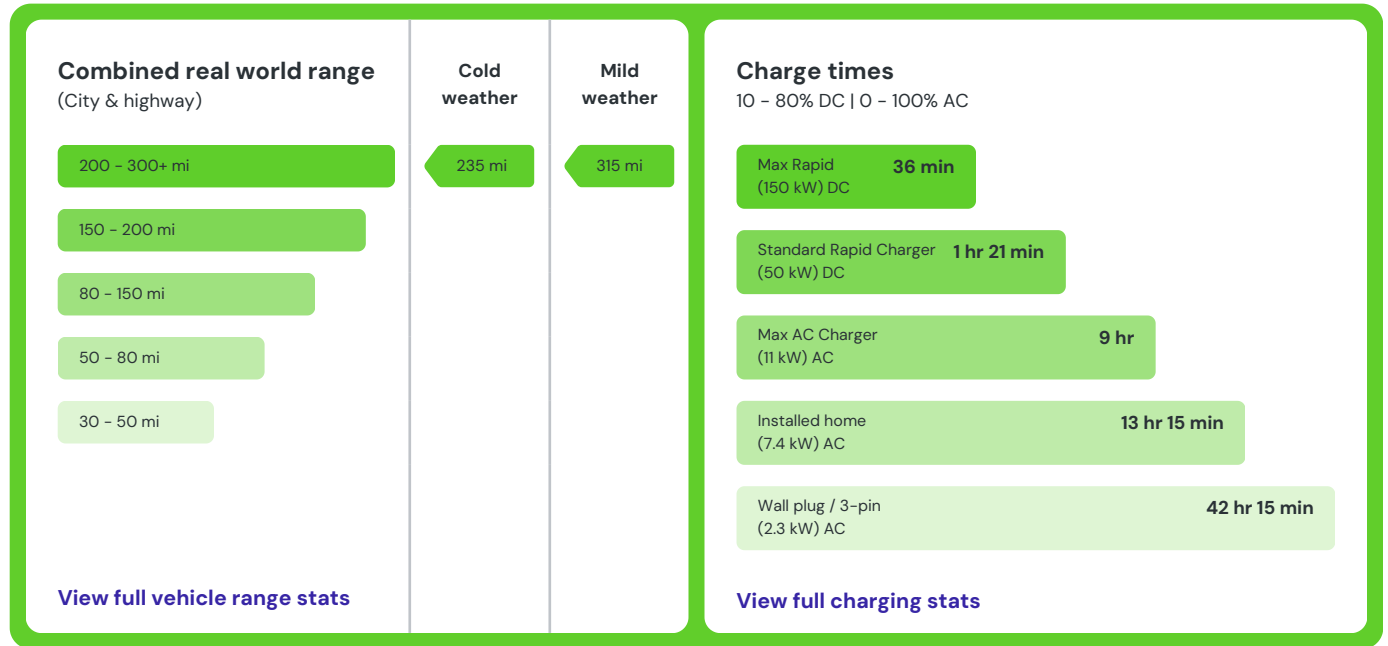 Combined real world range
(City & highway)
Cold
weather
Mild
weather
200 - 300+ mi
235 mi
315 mi
150 - 200 mi
80 - 150 mi
50 - 80 mi
30 - 50 mi
View full vehicle range stats
Charge times
10 - 80% DC | 0 - 100% AC
Max Rapid
(150 kW) DC
36 min
Standard Rapid Charger
(50 kW) DC
1 hr 21 min
Max AC Charger
(11 kW) AC
9 hr
Installed home
(7.4 kW) AC
13 hr 15 min
Wall plug / 3-pin
(2.3 kW) AC
42 hr 15 min
View full charging stats